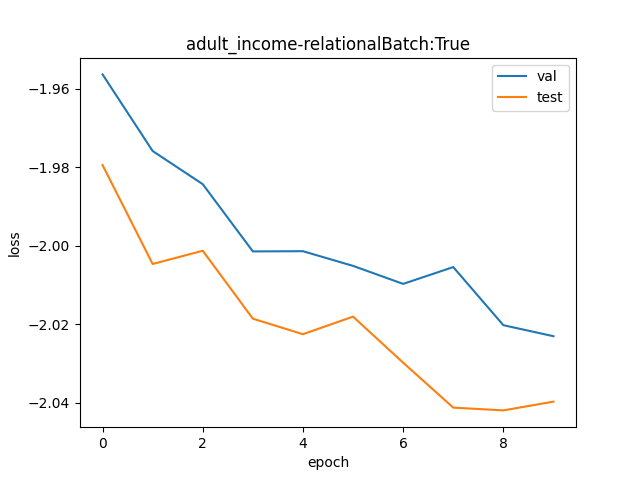 adult_income-relationalBatch:True
val
test
−1.96
−1.98
−2.00
−2.02
−2.04
loss
0
2
4
6
8
epoch